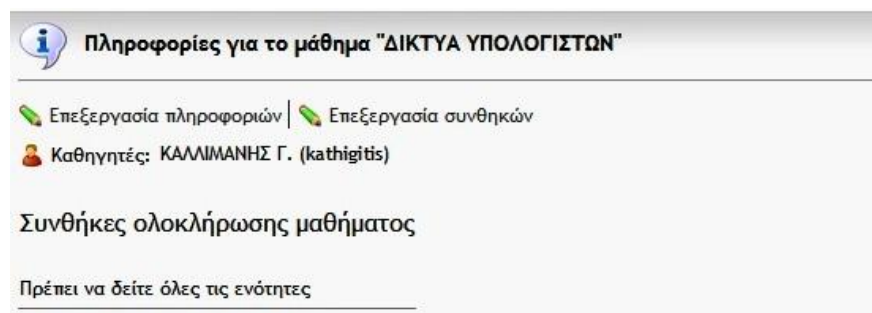 Πληροφορίες για το μάθημα "ΔΙΚΤΥΑ ΥΠΟΛΟΓΙΣΤΩΝ"
Επεξεργασία πληροφοριών | Επεξεργασία συνθηκών
Καθηγητές: ΚΑΛΛΙΜΑΝΗΣ Γ. (kathigitis)
Συνθήκες ολοκλήρωσης μαθήματος
Πρέπει να δείτε όλες τις ενότητες